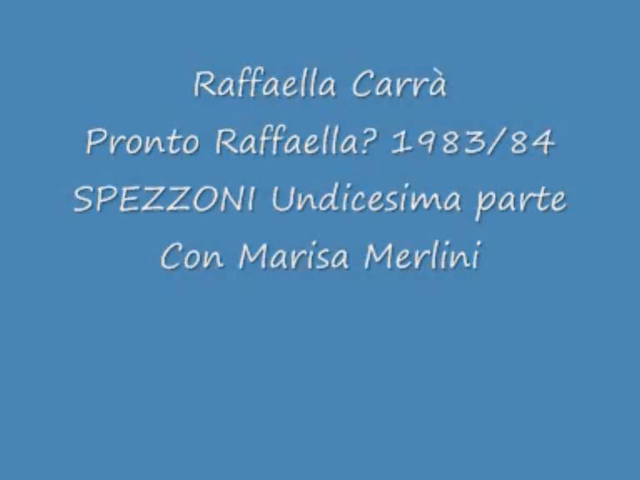 Raffaella Carrà
Pronto Raffaella? 1983/84
SPEZZONI Undicesima parte
Con Marisa Merlini